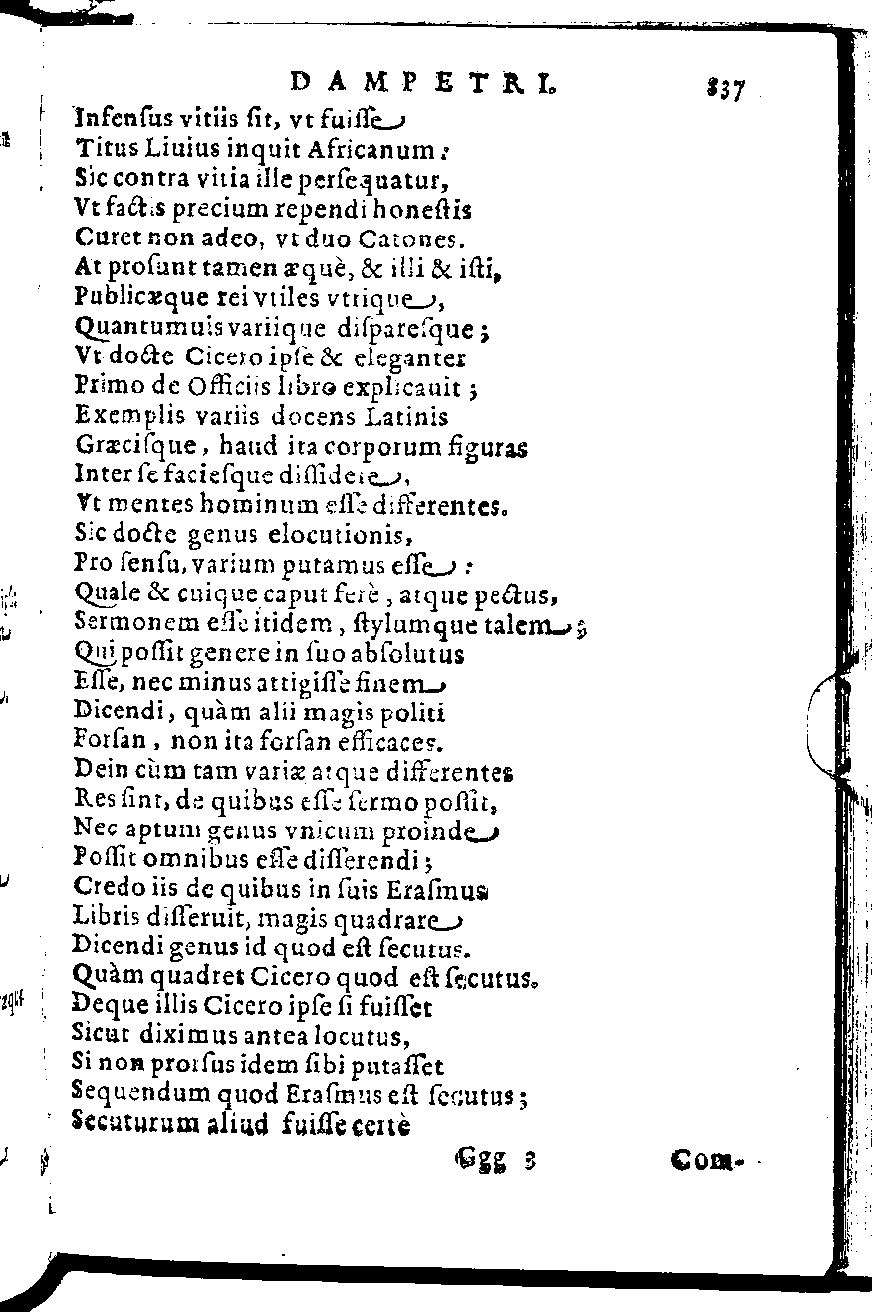 DAMPETRI. 837
Infenſus vitiis ſit, vt fuiſſe
Titus Liuius inquit Africanum:
Sic contra vitia ille perſequatur,
Vt factis precium rependi honeſtis
Curet non adeo, vt duo Catones.
At proſunt tamen æquè, & illi & iſti,
Publicæque rei vtiles vtrique,
Quantumuis variique diſpareſque;
Vt docte Cicero ipſe & eleganter
Primo de Officiis libro explicauit;
Exemplis variis docens Latinis
Græciſque, haud ita corporum figuras
Inter ſe facieſque diſſidere,
Vt mentes hominum eſſe differentes.
Sic docte genus elocutionis,
Pro ſenſu, varium putamus eſſe:
Quale & cuique caput ferè, atque pectus,
Sermonem eſſe itidem, ſtylumque talem;
Qui poſſit genere in ſuo abſolutus
Eſſe, nec minus attigiſſe finem
Dicendi, quàm alii magis politi
Forſan, non ita forſan efficaces.
Dein cùm tam variæ atque differentes
Res ſint, de quibus eſſe ſermo poſſit,
Nec aptum genus vnicum proinde
Poſſit omnibus eſſe diſſerendi;
Credo iis de quibus in ſuis Eraſmus
Libris diſſeruit, magis quadrare
Dicendi genus id quod eſt ſecutus.
Quàm quadret Cicero quod eſt ſecutus.
Deque illis Cicero ipſe ſi fuiſſet
Sicut diximus antea locutus,
Si non prorſus idem ſibi putaſſet
Sequendum quod Eraſmus eſt ſecutus;
Secuturum aliud fuiſſe certè
Ggg 3 Com-